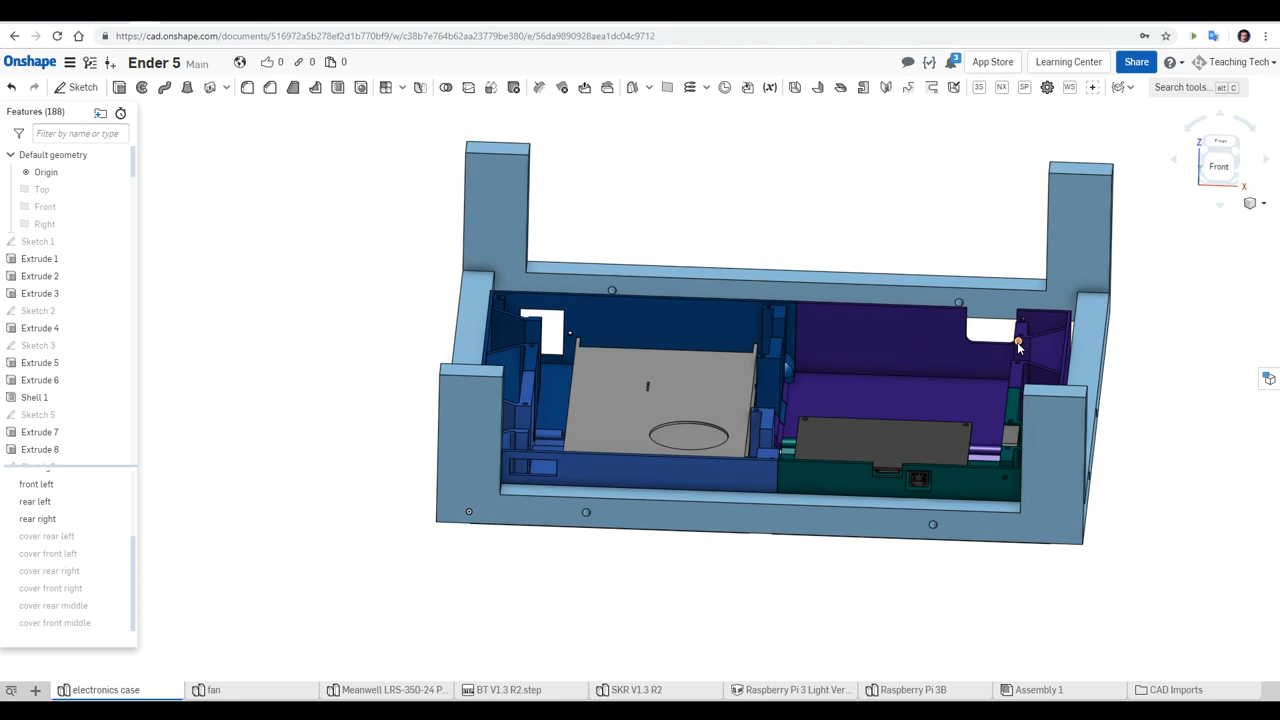 https://cad.onshape.com/documents/516972a5b278ef2d1b770bf9/w/c38b7e764b62aa23779be380/e/56da9890928aea1dc04c9712
Onshape Ender 5 Main 0 0 0 3 App Store Learning Center Share Teaching Tech
Sketch 3S NX SP WS Search tools... alt C
Features (188)
Filter by name or type
Default geometry
Origin
Top
Front
Right
Sketch 1
Extrude 1
Extrude 2
Extrude 3
Sketch 2
Extrude 4
Sketch 3
Extrude 5
Extrude 6
Shell 1
Sketch 5
Extrude 7
Extrude 8
front left
rear left
rear right
cover rear left
cover front left
cover rear right
cover front right
cover rear middle
cover front middle
Z
Front
X
electronics case fan Meanwell LRS-350-24 P... BT V1.3 R2.step SKR V1.3 R2 Raspberry Pi 3 Light Ver... Raspberry Pi 3B Assembly 1 CAD Imports